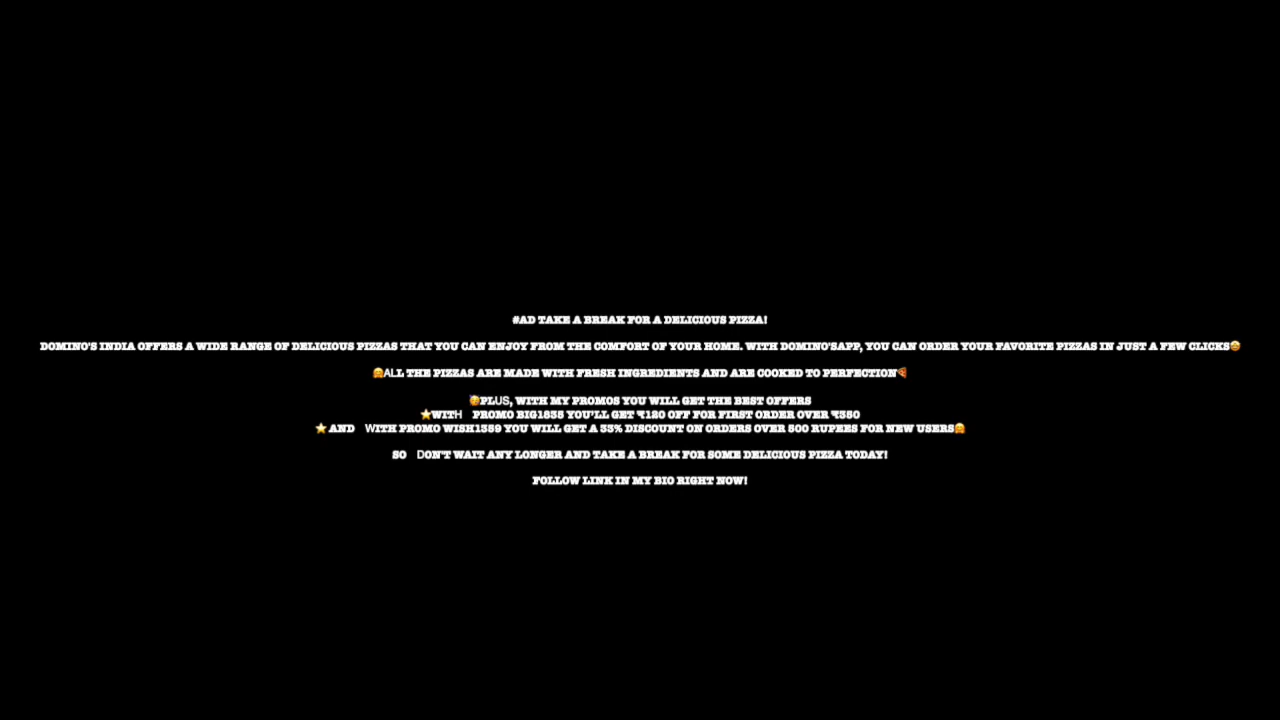 #AD TAKE A BREAK FOR A DELICIOUS PIZZA!
DOMINO'S INDIA OFFERS A WIDE RANGE OF DELICIOUS PIZZAS THAT YOU CAN ENJOY FROM THE COMFORT OF YOUR HOME. WITH DOMINO'SAPP, YOU CAN ORDER YOUR FAVORITE PIZZAS IN JUST A FEW CLICKS🤩
🤗ALL THE PIZZAS ARE MADE WITH FRESH INGREDIENTS AND ARE COOKED TO PERFECTION🍕
🥳PLUS, WITH MY PROMOS YOU WILL GET THE BEST OFFERS
⭐WITH PROMO BIG1835 YOU'LL GET ₹120 OFF FOR FIRST ORDER OVER ₹350
⭐AND WITH PROMO WISH1359 YOU WILL GET A 33% DISCOUNT ON ORDERS OVER 500 RUPEES FOR NEW USERS🤗
SO DON'T WAIT ANY LONGER AND TAKE A BREAK FOR SOME DELICIOUS PIZZA TODAY!
FOLLOW LINK IN MY BIO RIGHT NOW!